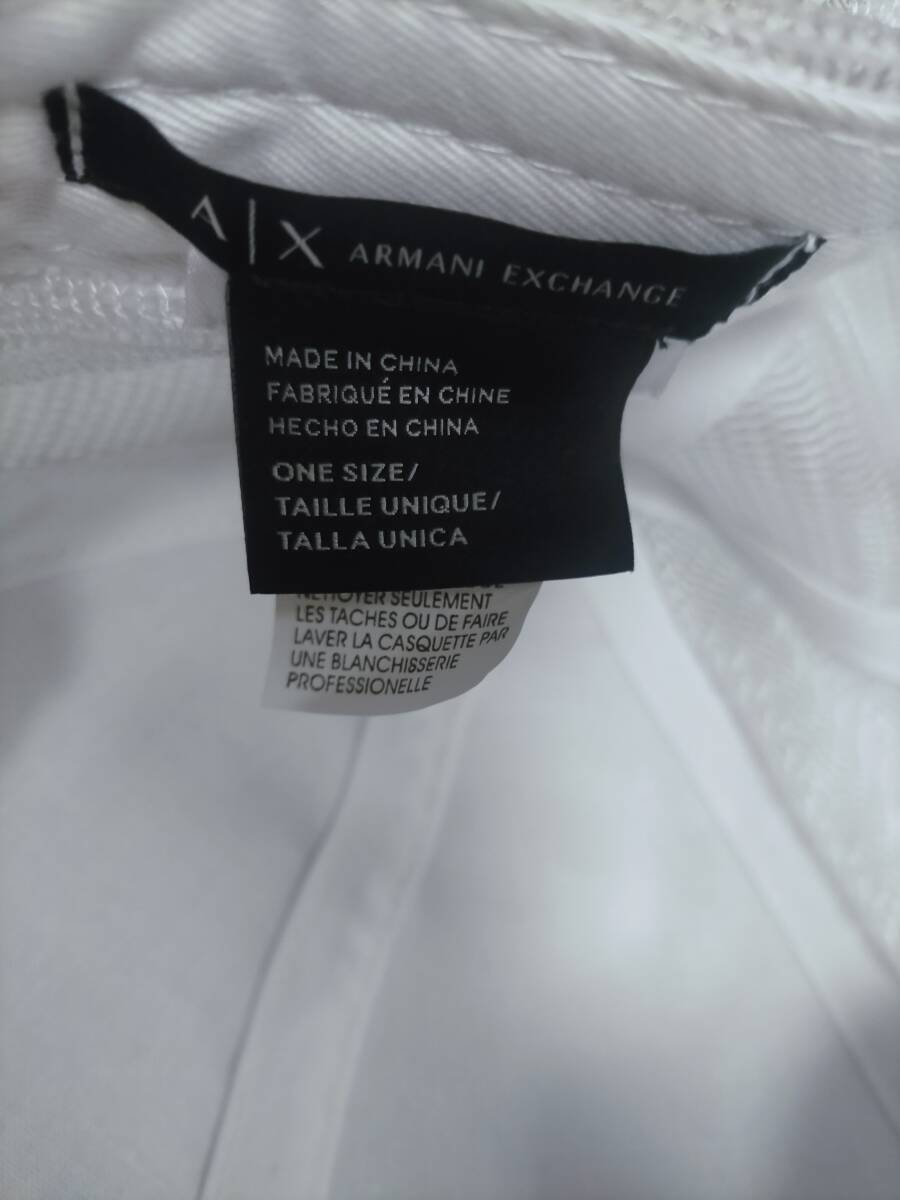 A|X ARMANI EXCHANGE
MADE IN CHINA
FABRIQUÉ EN CHINE
HECHO EN CHINA
ONE SIZE/
TAILLE UNIQUE/
TALLA UNICA
NETTOYER SEULEMENT
LES TACHES OU DE FAIRE
LAVER LA CASQUETTE PAR
UNE BLANCHISSERIE
PROFESSIONELLE